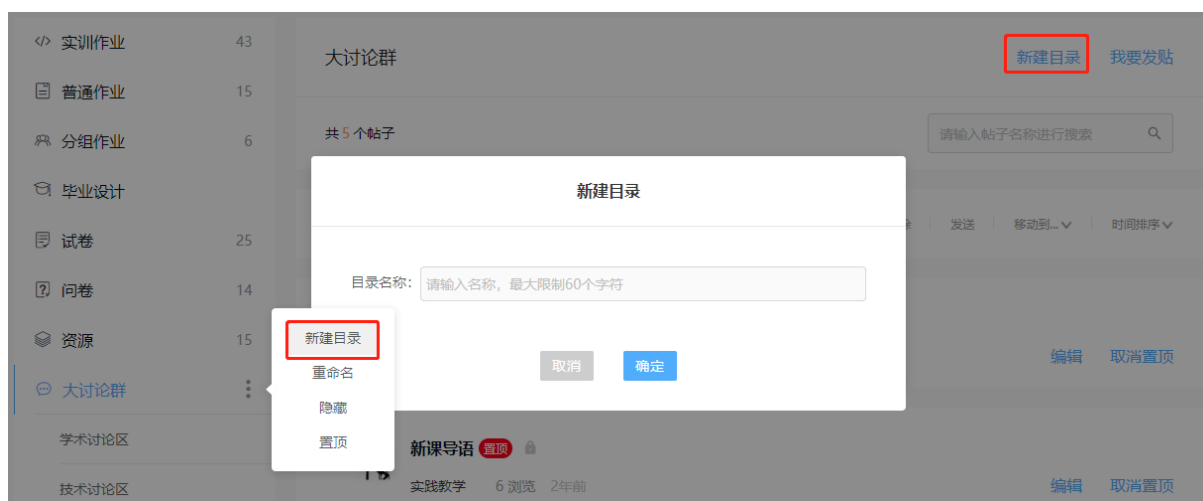 实训作业 43
普通作业 15
分组作业 6
毕业设计
试卷 25
问卷 14
资源 15
大讨论群
学术讨论区
技术讨论区
新建目录
重命名
隐藏
置顶
大讨论群 新建目录 我要发贴
共5个帖子 请输入帖子名称进行搜索
发送 移动到... 时间排序
新建目录
目录名称: 请输入名称，最大限制60个字符
取消 确定
编辑 取消置顶
新课导语 置顶
实践教学 6 浏览 2年前 编辑 取消置顶